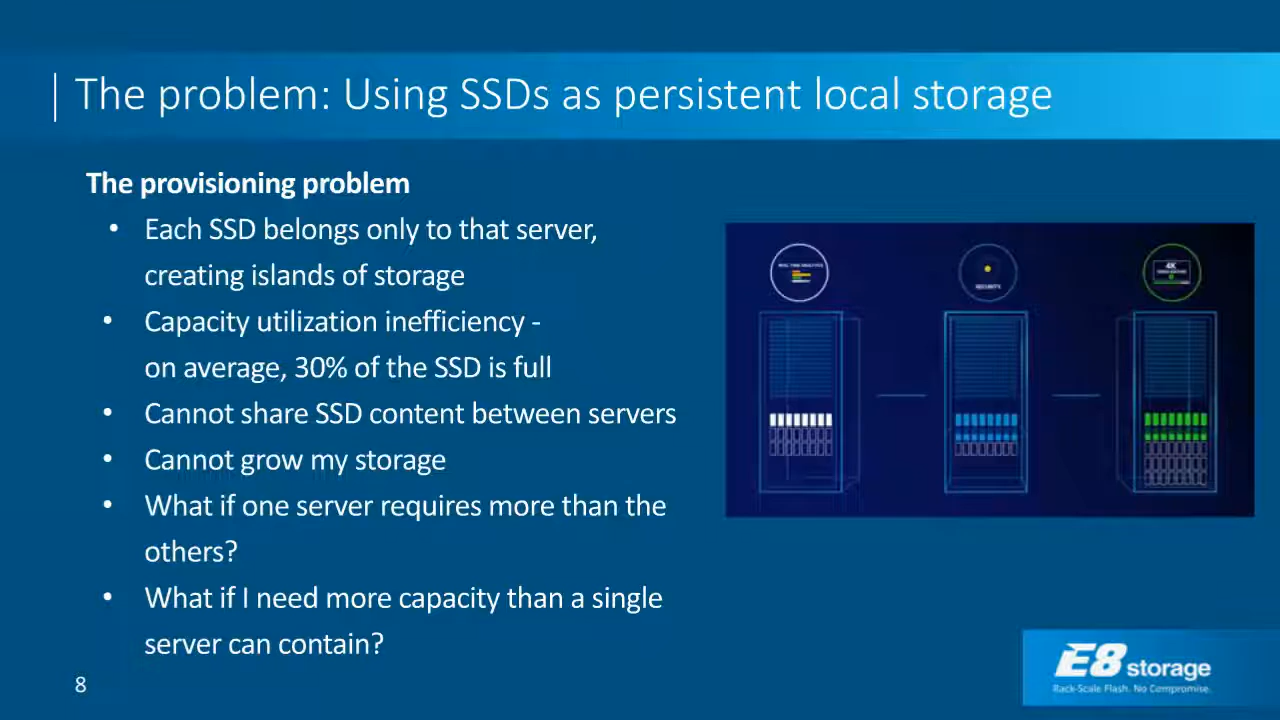 The problem: Using SSDs as persistent local storage
The provisioning problem
• Each SSD belongs only to that server,
creating islands of storage
• Capacity utilization inefficiency -
on average, 30% of the SSD is full
• Cannot share SSD content between servers
• Cannot grow my storage
• What if one server requires more than the
others?
• What if I need more capacity than a single
server can contain?
REAL TIME ANALYTICS
SECURITY
4K
8
E8 storage
Rack-Scale Flash. No Compromise.